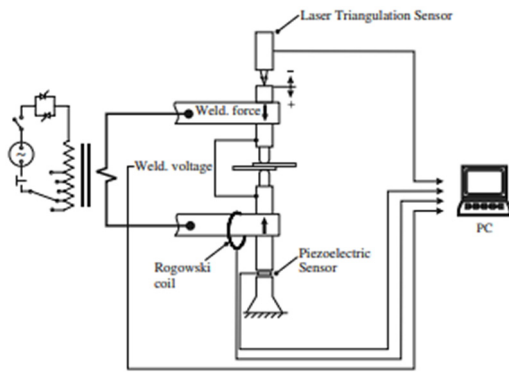 Laser Triangulation Sensor
−
+
Weld. force
~
Weld. voltage
PC
Rogowski
coil
Piezoelectric
Sensor